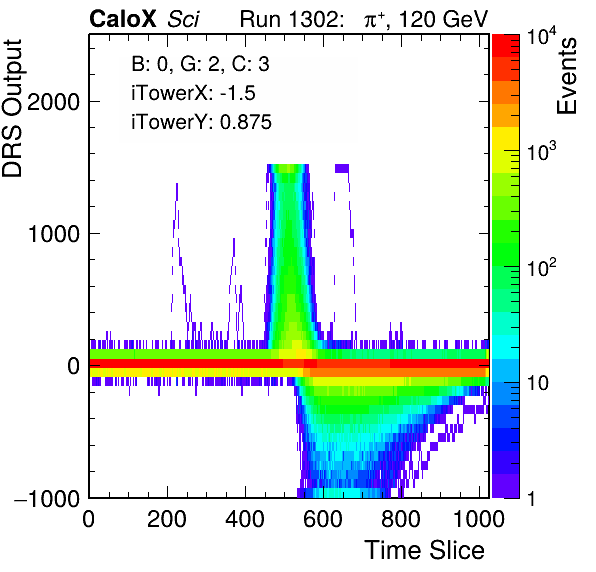 CaloX Sci Run 1302: π⁺, 120 GeV
B: 0, G: 2, C: 3
iTowerX: -1.5
iTowerY: 0.875
DRS Output
2000
1000
0
−1000
0 200 400 600 800 1000
Time Slice
Events
10⁴
10³
10²
10
1